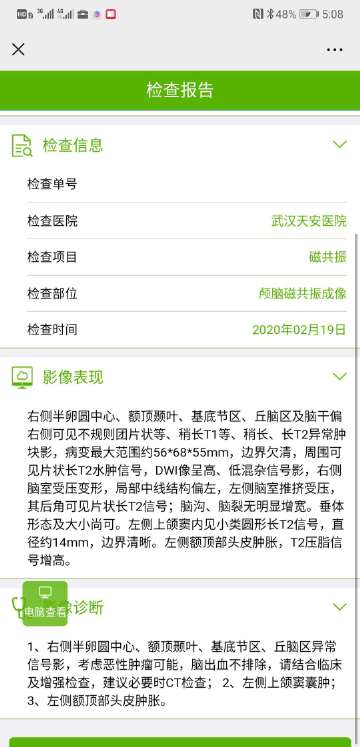 48% 5:08
检查报告
检查信息
检查单号
检查医院 武汉天安医院
检查项目 磁共振
检查部位 颅脑磁共振成像
检查时间 2020年02月19日
影像表现
右侧半卵圆中心、额顶颞叶、基底节区、丘脑区及脑干偏
右侧可见不规则团片状等、稍长T1等、稍长、长T2异常肿
块影，病变最大范围约56*68*55mm，边界欠清，周围可
见片状长T2水肿信号，DWI像呈高、低混杂信号影，右侧
脑室受压变形，局部中线结构偏左，左侧脑室推挤受压，
其后角可见片状长T2信号；脑沟、脑裂无明显增宽。垂体
形态及大小尚可。左侧上颌窦内见小类圆形长T2信号，直
径约14mm，边界清晰。左侧额顶部头皮肿胀，T2压脂信
号增高。
电脑查看
像诊断
1、右侧半卵圆中心、额顶颞叶、基底节区、丘脑区异常
信号影，考虑恶性肿瘤可能，脑出血不排除，请结合临床
及增强检查，建议必要时CT检查； 2、左侧上颌窦囊肿；
3、左侧额顶部头皮肿胀。